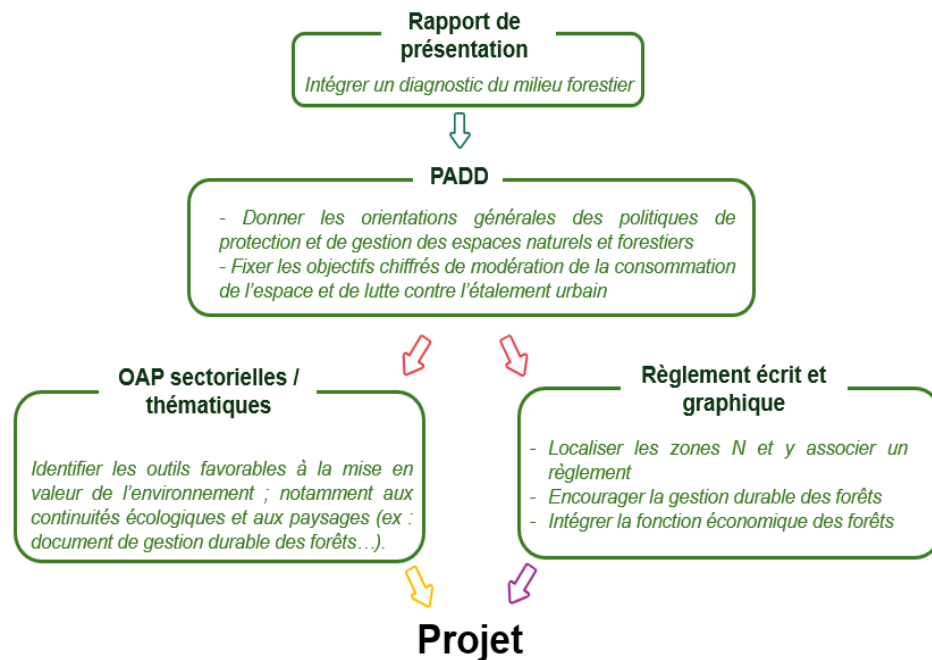 Rapport de
présentation
Intégrer un diagnostic du milieu forestier
PADD
- Donner les orientations générales des politiques de
protection et de gestion des espaces naturels et forestiers
- Fixer les objectifs chiffrés de modération de la consommation
de l'espace et de lutte contre l'étalement urbain
OAP sectorielles /
thématiques
Identifier les outils favorables à la mise en
valeur de l'environnement ; notamment aux
continuités écologiques et aux paysages (ex :
document de gestion durable des forêts…).
Règlement écrit et
graphique
- Localiser les zones N et y associer un
règlement
- Encourager la gestion durable des forêts
- Intégrer la fonction économique des forêts
Projet